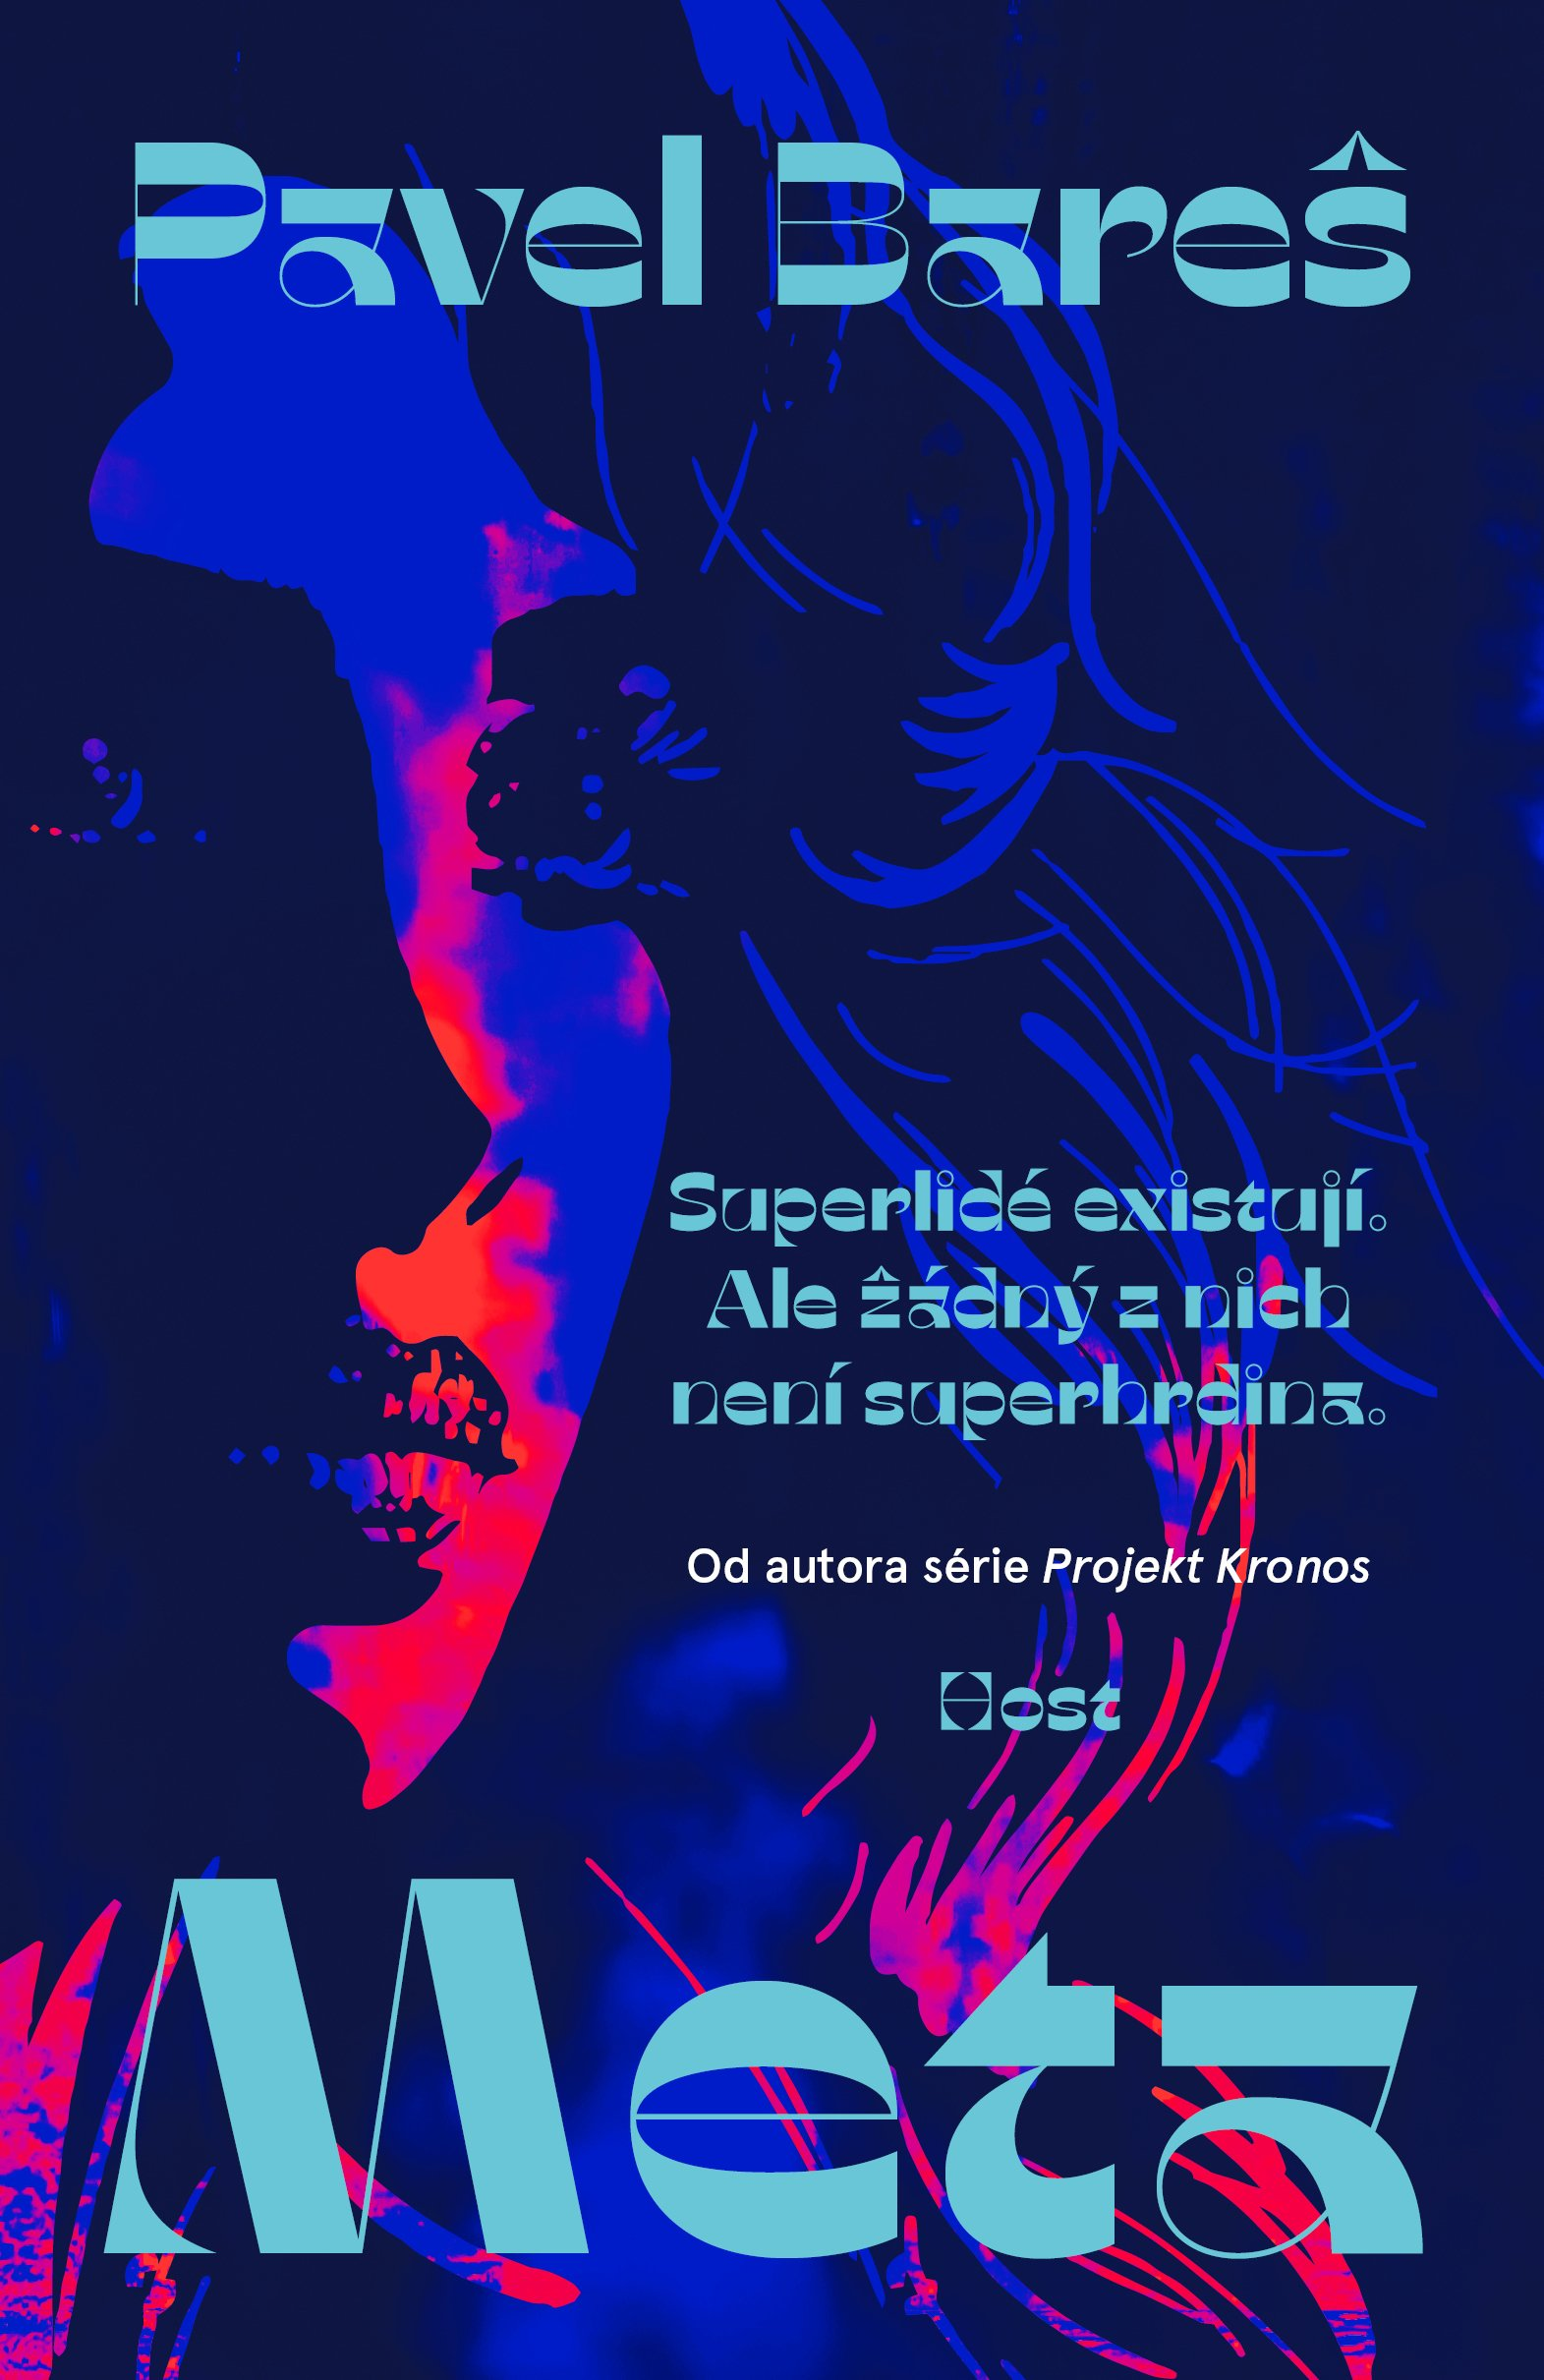 Pavel Bareš
Superlidé existují.
Ale žádný z nich
není superhrdina.
Od autora série Projekt Kronos
Host
Meta